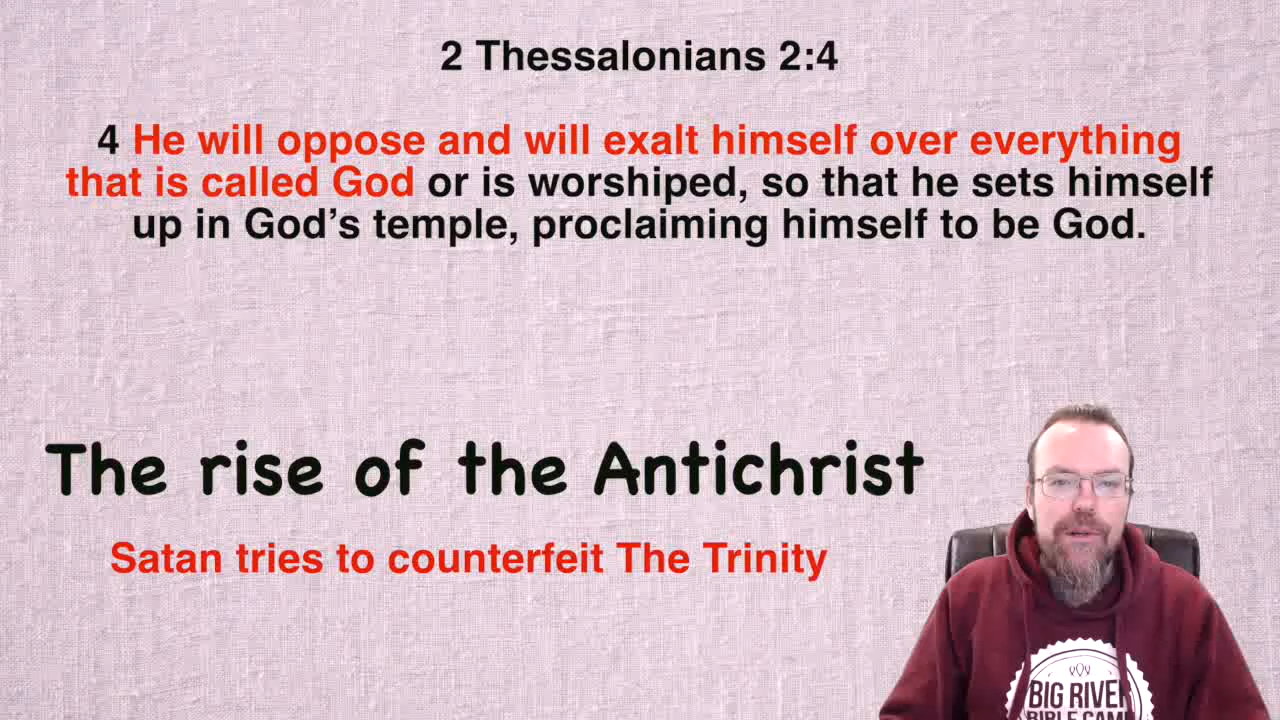 2 Thessalonians 2:4
4 He will oppose and will exalt himself over everything
that is called God or is worshiped, so that he sets himself
up in God’s temple, proclaiming himself to be God.
The rise of the Antichrist
Satan tries to counterfeit The Trinity
BIG RIVER
BIBLE CAMP